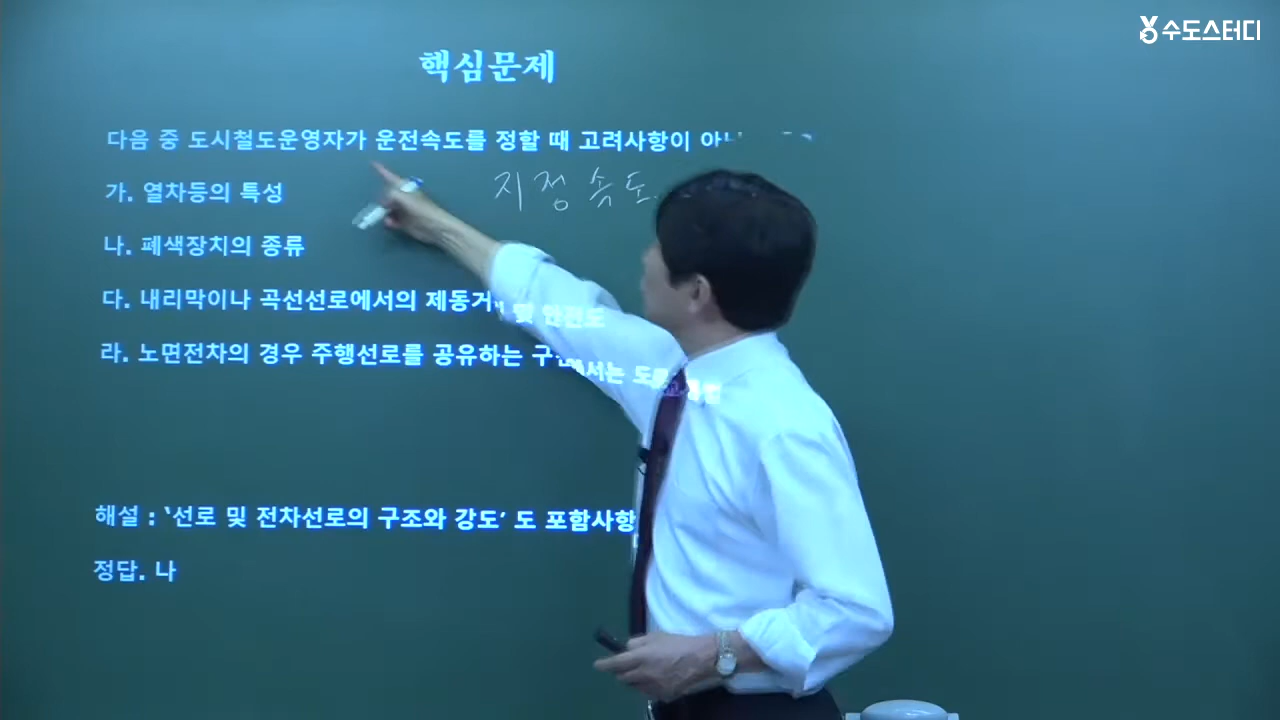 수도스터디
핵심문제
다음 중 도시철도운영자가 운전속도를 정할 때 고려사항이
지정속도
가. 열차등의 특성
나. 폐색장치의 종류
다. 내리막이나 곡선선로에서의 제동거리 및 안전도
라. 노면전차의 경우 주행선로를 공유하는
해설 : '선로 및 전차선로의 구조와 강도' 도 포함사항
정답. 나